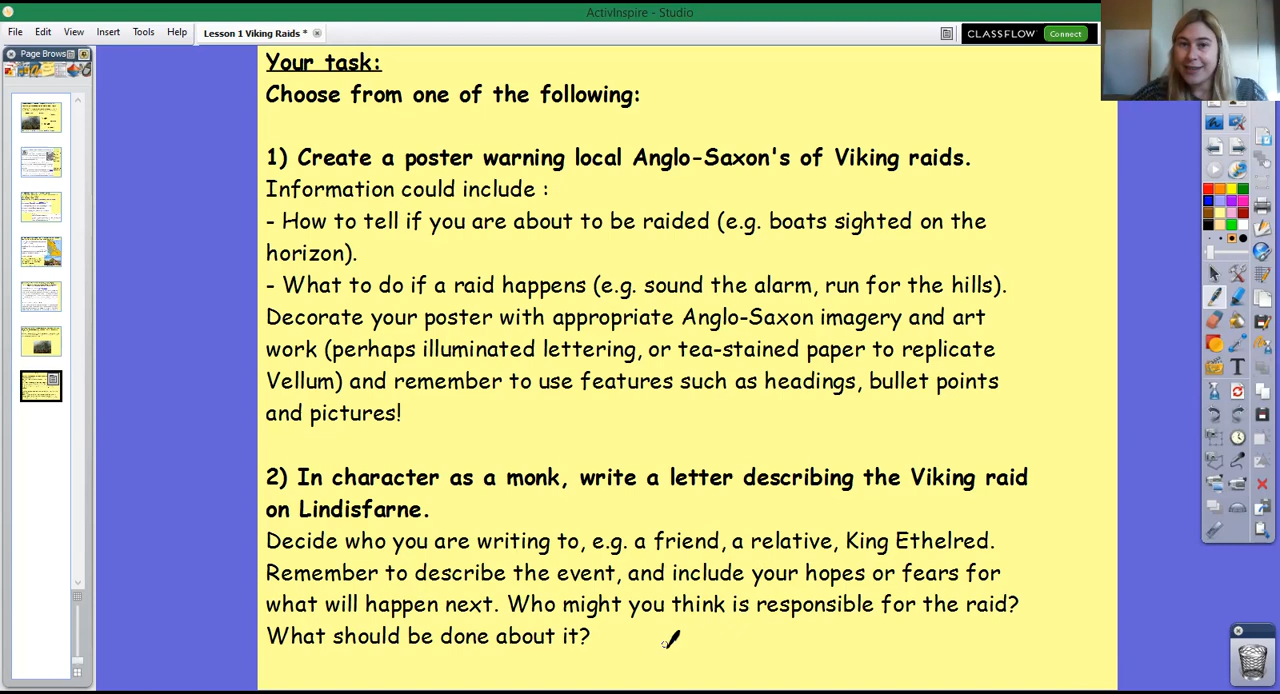 ActivInspire - Studio
File Edit View Insert Tools Help Lesson 1 Viking Raids *
CLASSFLOW Connect
Page Brows
Your task:
Choose from one of the following:
1) Create a poster warning local Anglo-Saxon's of Viking raids.
Information could include :
- How to tell if you are about to be raided (e.g. boats sighted on the
horizon).
- What to do if a raid happens (e.g. sound the alarm, run for the hills).
Decorate your poster with appropriate Anglo-Saxon imagery and art
work (perhaps illuminated lettering, or tea-stained paper to replicate
Vellum) and remember to use features such as headings, bullet points
and pictures!
2) In character as a monk, write a letter describing the Viking raid
on Lindisfarne.
Decide who you are writing to, e.g. a friend, a relative, King Ethelred.
Remember to describe the event, and include your hopes or fears for
what will happen next. Who might you think is responsible for the raid?
What should be done about it?